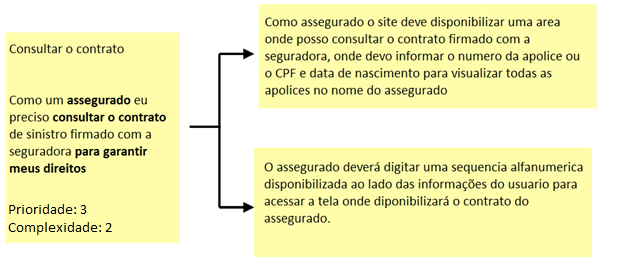 Consultar o contrato
Como um assegurado eu
preciso consultar o contrato
de sinistro firmado com a
seguradora para garantir
meus direitos
Prioridade: 3
Complexidade: 2
Como assegurado o site deve disponibilizar uma area
onde posso consultar o contrato firmado com a
seguradora, onde devo informar o numero da apolice ou
o CPF e data de nascimento para visualizar todas as
apolices no nome do assegurado
O assegurado deverá digitar uma sequencia alfanumerica
disponibilizada ao lado das informações do usuario para
acessar a tela onde diponibilizará o contrato do
assegurado.